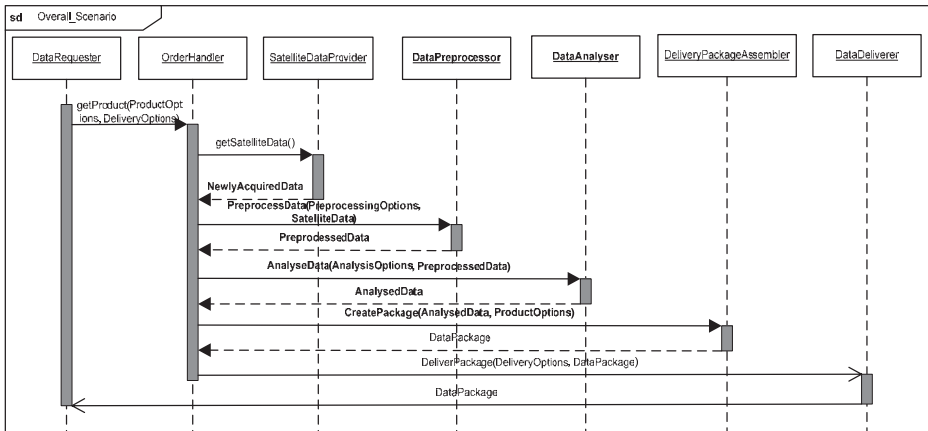 sd Overall_Scenario
DataRequester OrderHandler SatelliteDataProvider DataPreprocessor DataAnalyser DeliveryPackageAssembler DataDeliverer
getProduct(ProductOpt
ions, DeliveryOptions)
getSatelliteData()
NewlyAcquiredData
PreprocessData(PreprocessingOptions,
SatelliteData)
PreprocessedData
AnalyseData(AnalysisOptions, PreprocessedData)
AnalysedData
CreatePackage(AnalysedData, ProductOptions)
DataPackage
DeliverPackage(DeliveryOptions, DataPackage)
DataPackage